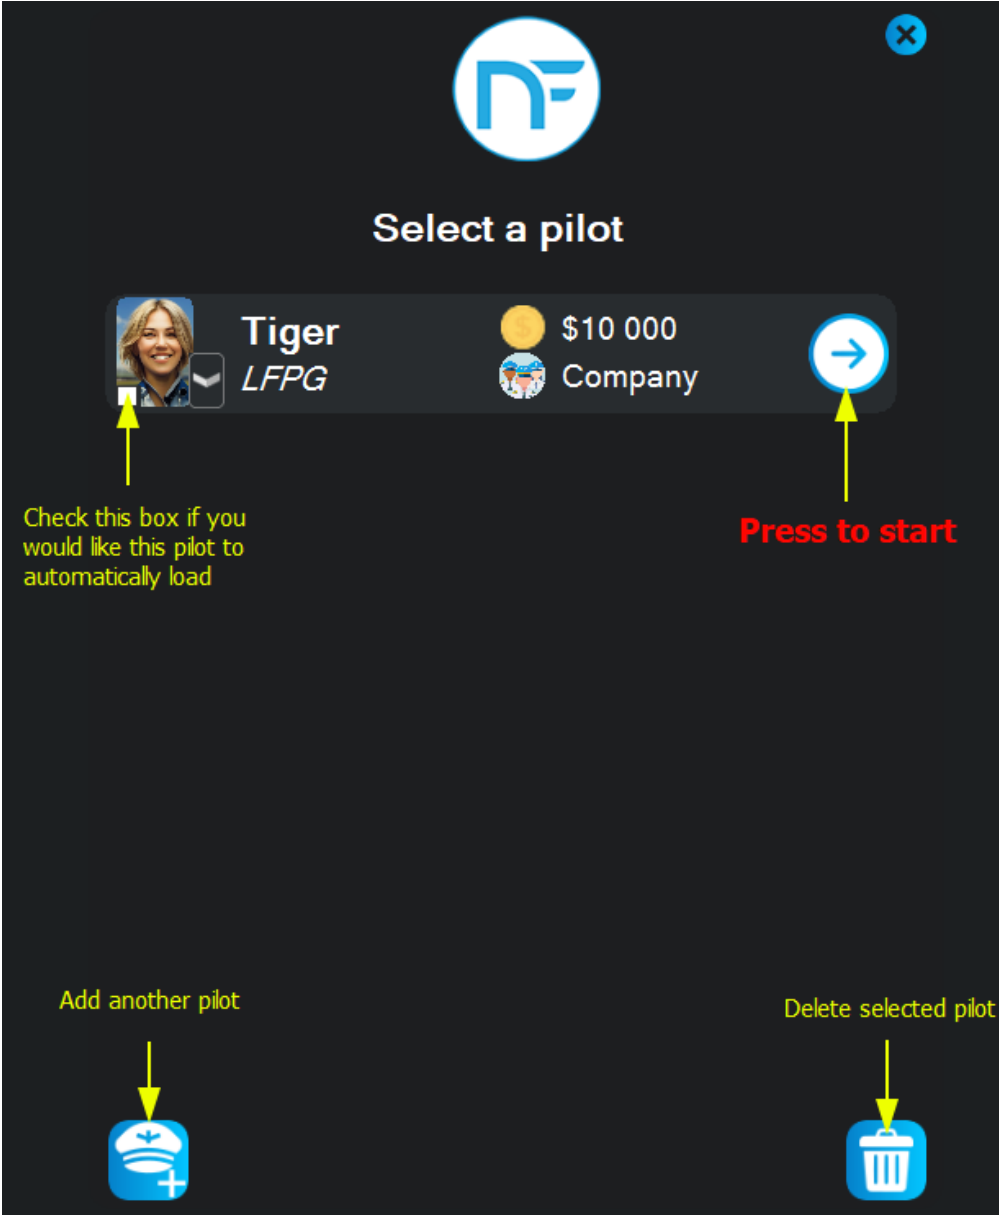 NF
Select a pilot
Tiger
$10 000
LFPG
Company
Check this box if you
would like this pilot to
automatically load
Press to start
Add another pilot
Delete selected pilot